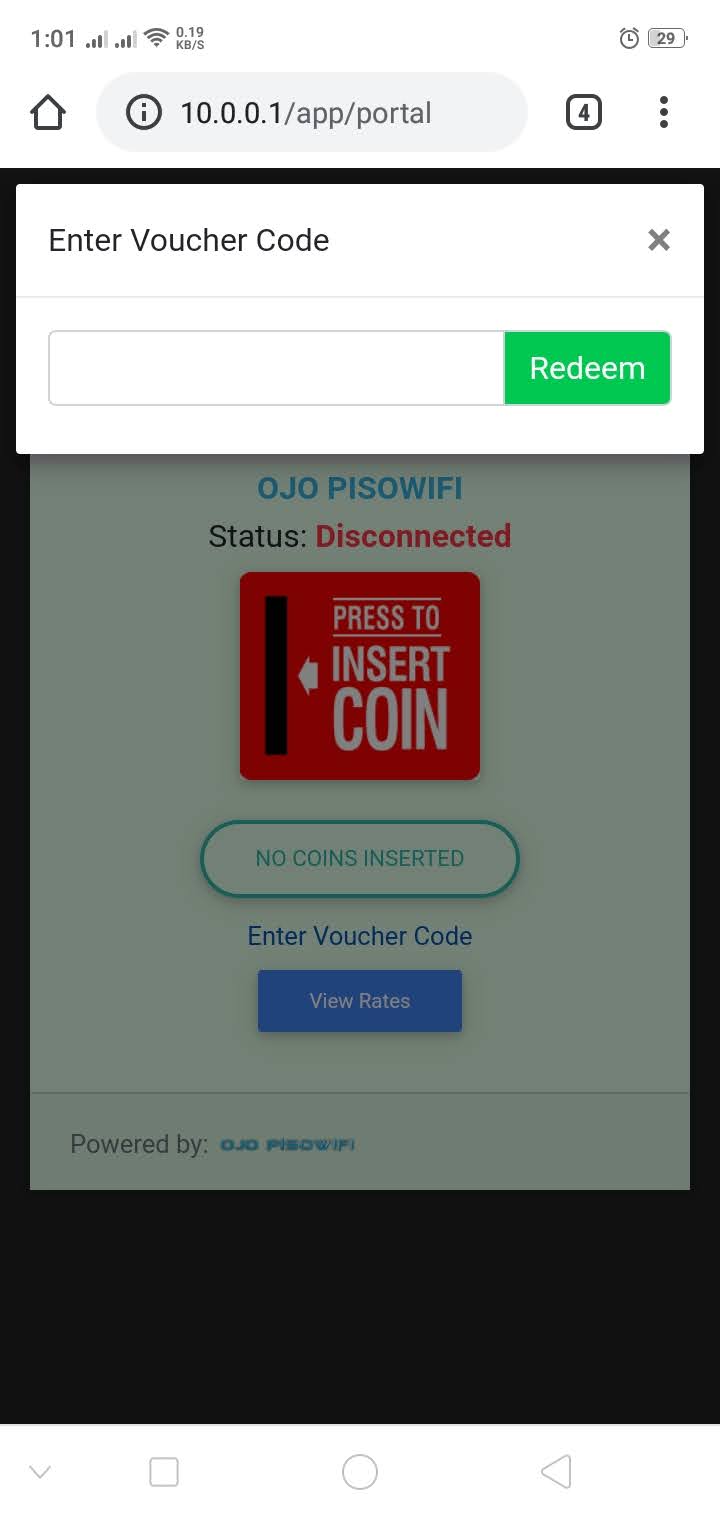 1:01 0.19 KB/S 29
10.0.0.1/app/portal 4
Enter Voucher Code ×
Redeem
OJO PISOWIFI
Status: Disconnected
PRESS TO
INSERT
COIN
NO COINS INSERTED
Enter Voucher Code
View Rates
Powered by: OJO PISOWIFI